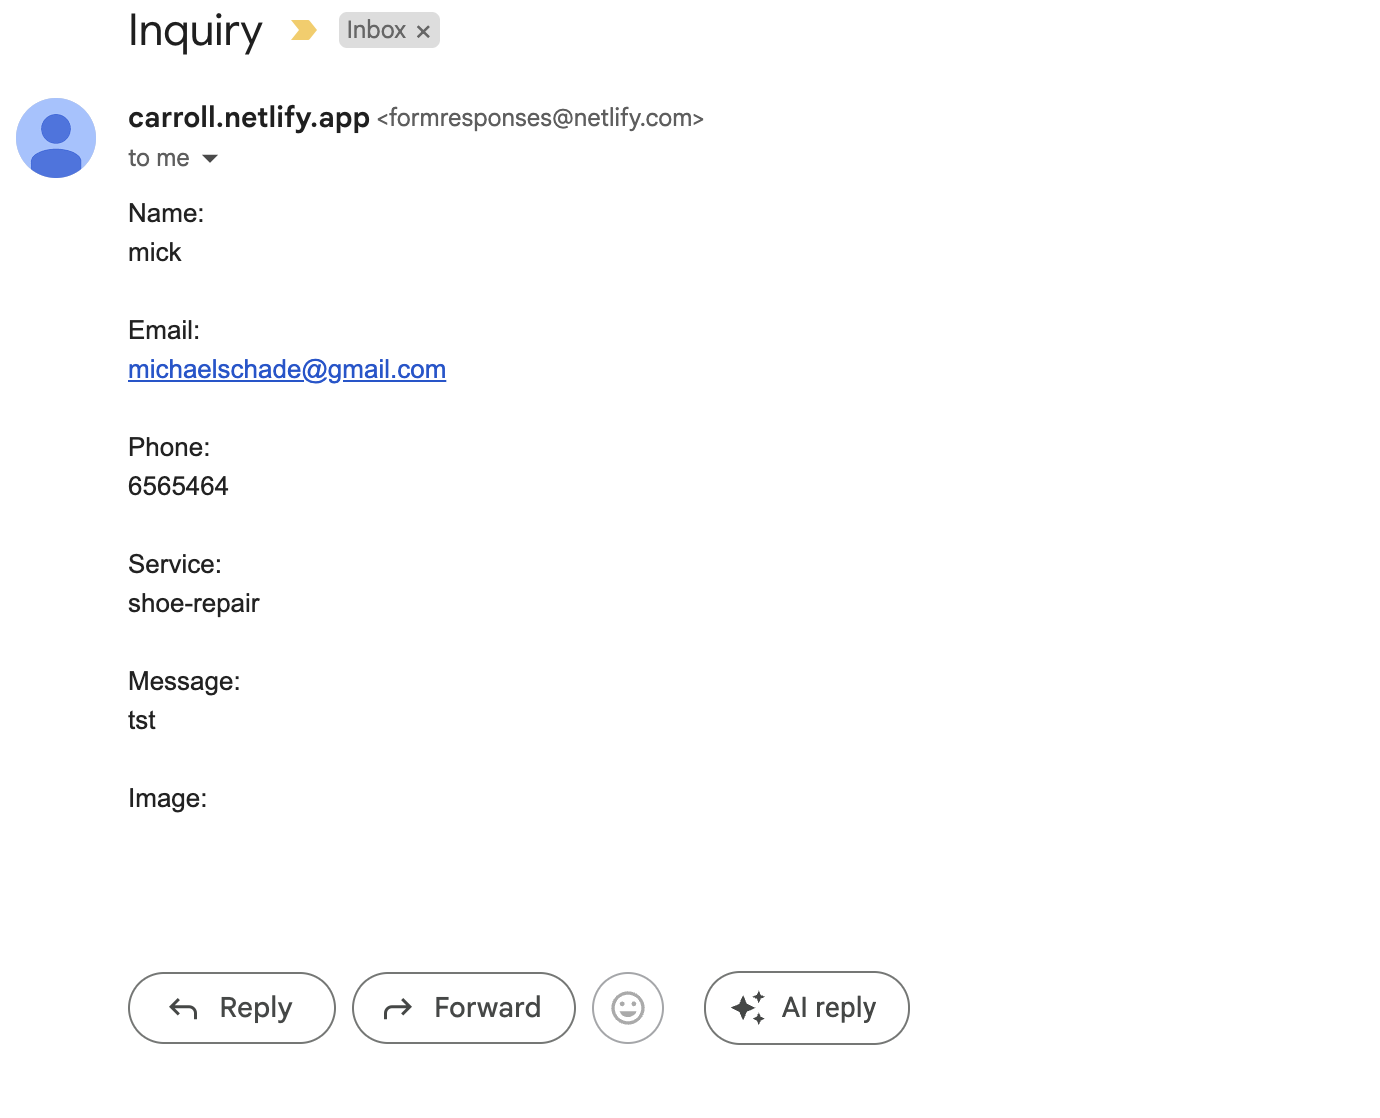 Inquiry
Inbox ×
carroll.netlify.app <formresponses@netlify.com>
to me
Name:
mick
Email:
michaelschade@gmail.com
Phone:
6565464
Service:
shoe-repair
Message:
tst
Image:
Reply
Forward
AI reply